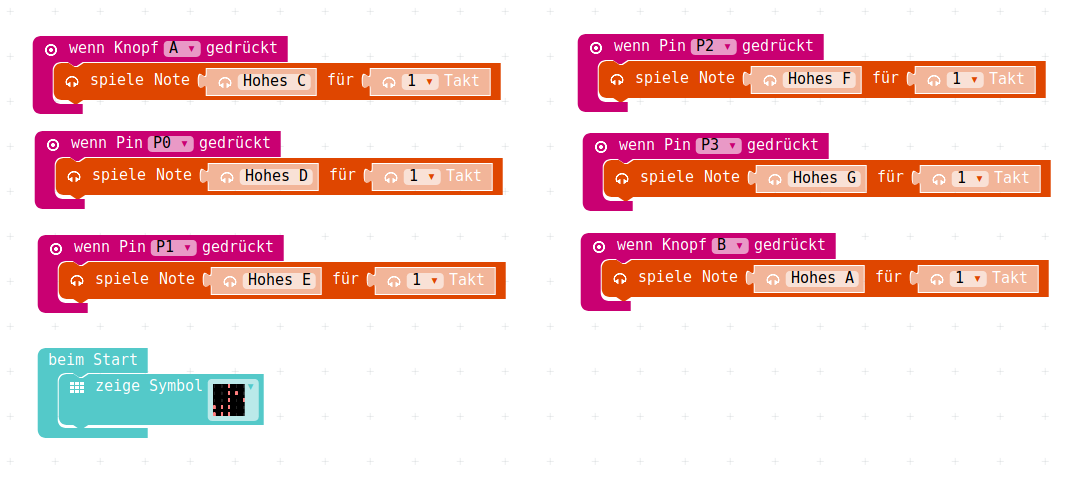 wenn Knopf A gedrückt
spiele Note Hohes C für 1 Takt
wenn Pin P0 gedrückt
spiele Note Hohes D für 1 Takt
wenn Pin P1 gedrückt
spiele Note Hohes E für 1 Takt
beim Start
zeige Symbol
wenn Pin P2 gedrückt
spiele Note Hohes F für 1 Takt
wenn Pin P3 gedrückt
spiele Note Hohes G für 1 Takt
wenn Knopf B gedrückt
spiele Note Hohes A für 1 Takt